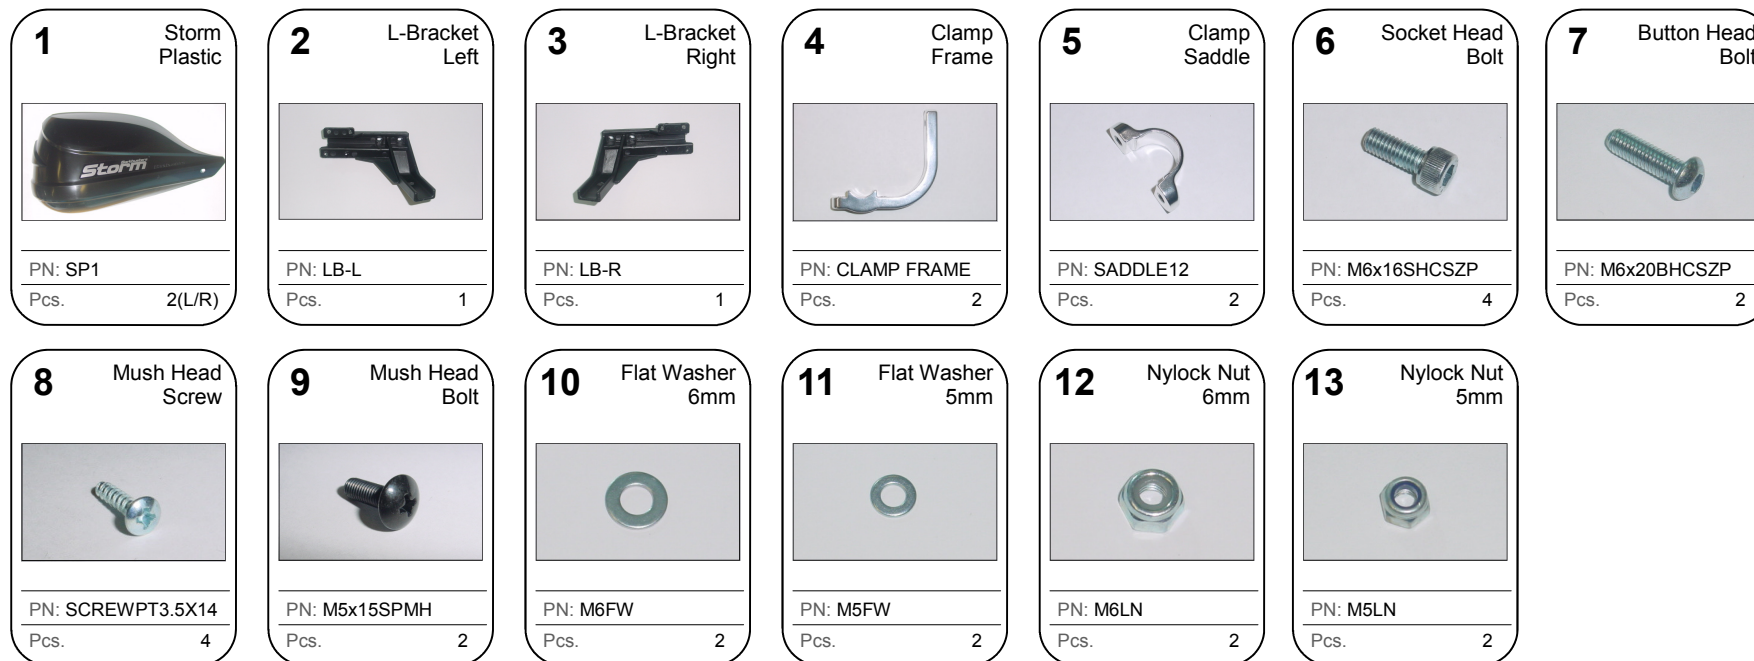 1
Storm
Plastic
Storm
PN: SP1
Pcs. 2(L/R)
2
L-Bracket
Left
PN: LB-L
Pcs. 1
3
L-Bracket
Right
PN: LB-R
Pcs. 1
4
Clamp
Frame
PN: CLAMP FRAME
Pcs. 2
5
Clamp
Saddle
PN: SADDLE12
Pcs. 2
6
Socket Head
Bolt
PN: M6x16SHCSZP
Pcs. 4
7
Button Head
Bolt
PN: M6x20BHCSZP
Pcs. 2
8
Mush Head
Screw
PN: SCREWPT3.5X14
Pcs. 4
9
Mush Head
Bolt
PN: M5x15SPMH
Pcs. 2
10
Flat Washer
6mm
PN: M6FW
Pcs. 2
11
Flat Washer
5mm
PN: M5FW
Pcs. 2
12
Nylock Nut
6mm
PN: M6LN
Pcs. 2
13
Nylock Nut
5mm
PN: M5LN
Pcs. 2